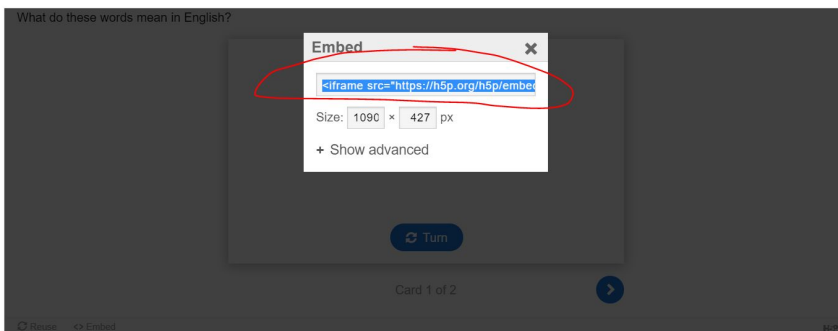 What do these words mean in English?
Embed
<iframe src="https://h5p.org/h5p/embed
Size: 1090 × 427 px
+ Show advanced
Turn
Card 1 of 2
Reuse <> Embed